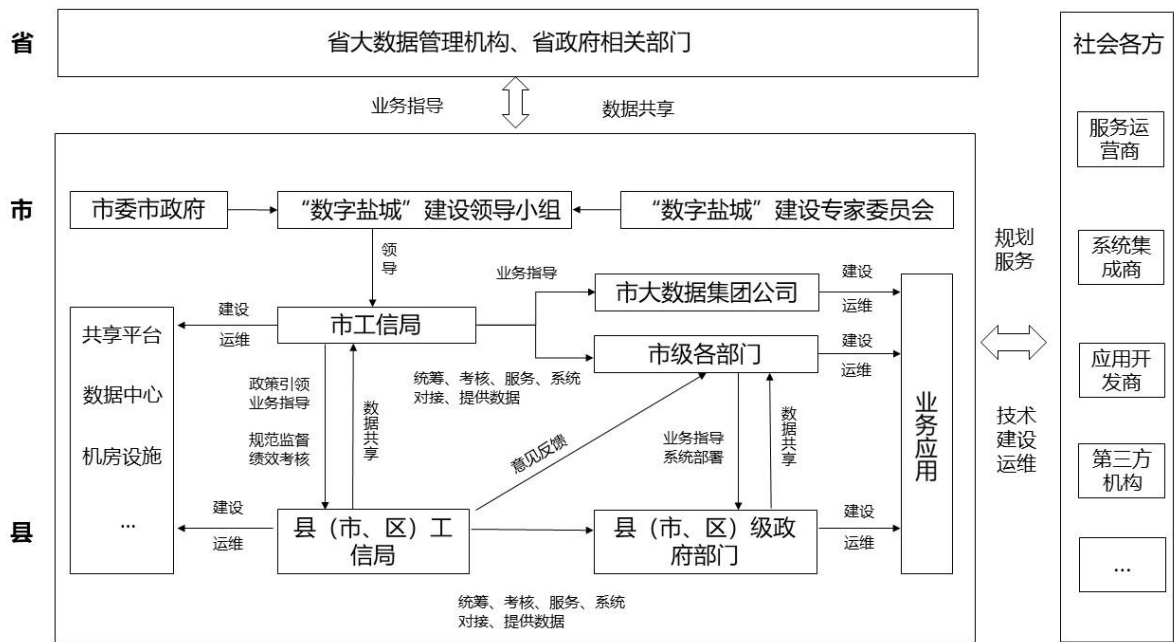 省
省大数据管理机构、省政府相关部门
社会各方
业务指导
数据共享
服务运
营商
市
市委市政府
“数字盐城”建设领导小组
“数字盐城”建设专家委员会
规划
服务
系统集
成商
领
导
业务指导
市大数据集团公司
建设
运维
共享平台
数据中心
机房设施
...
建设
运维
市工信局
市级各部门
建设
运维
统筹、考核、服务、系统
对接、提供数据
应用开
发商
政策引领
业务指导
规范监督
绩效考核
数据共享
意见反馈
业务指导
系统部署
数据共享
业务应用
技术
建设
运维
第三方
机构
县
建设
运维
县（市、区）工
信局
县（市、区）级政
府部门
建设
运维
...
统筹、考核、服务、系统
对接、提供数据